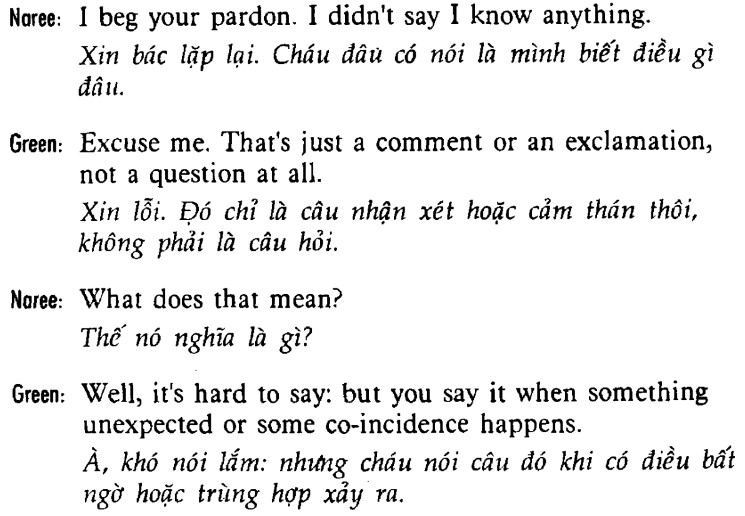 Naree: I beg your pardon. I didn't say I know anything.
Xin bác lặp lại. Cháu đâu có nói là mình biết điều gì
đâu.
Green: Excuse me. That's just a comment or an exclamation,
not a question at all.
Xin lỗi. Đó chỉ là câu nhận xét hoặc cảm thán thôi,
không phải là câu hỏi.
Naree: What does that mean?
Thế nó nghĩa là gì?
Green: Well, it's hard to say: but you say it when something
unexpected or some co-incidence happens.
À, khó nói lắm: nhưng cháu nói câu đó khi có điều bất
ngờ hoặc trùng hợp xảy ra.